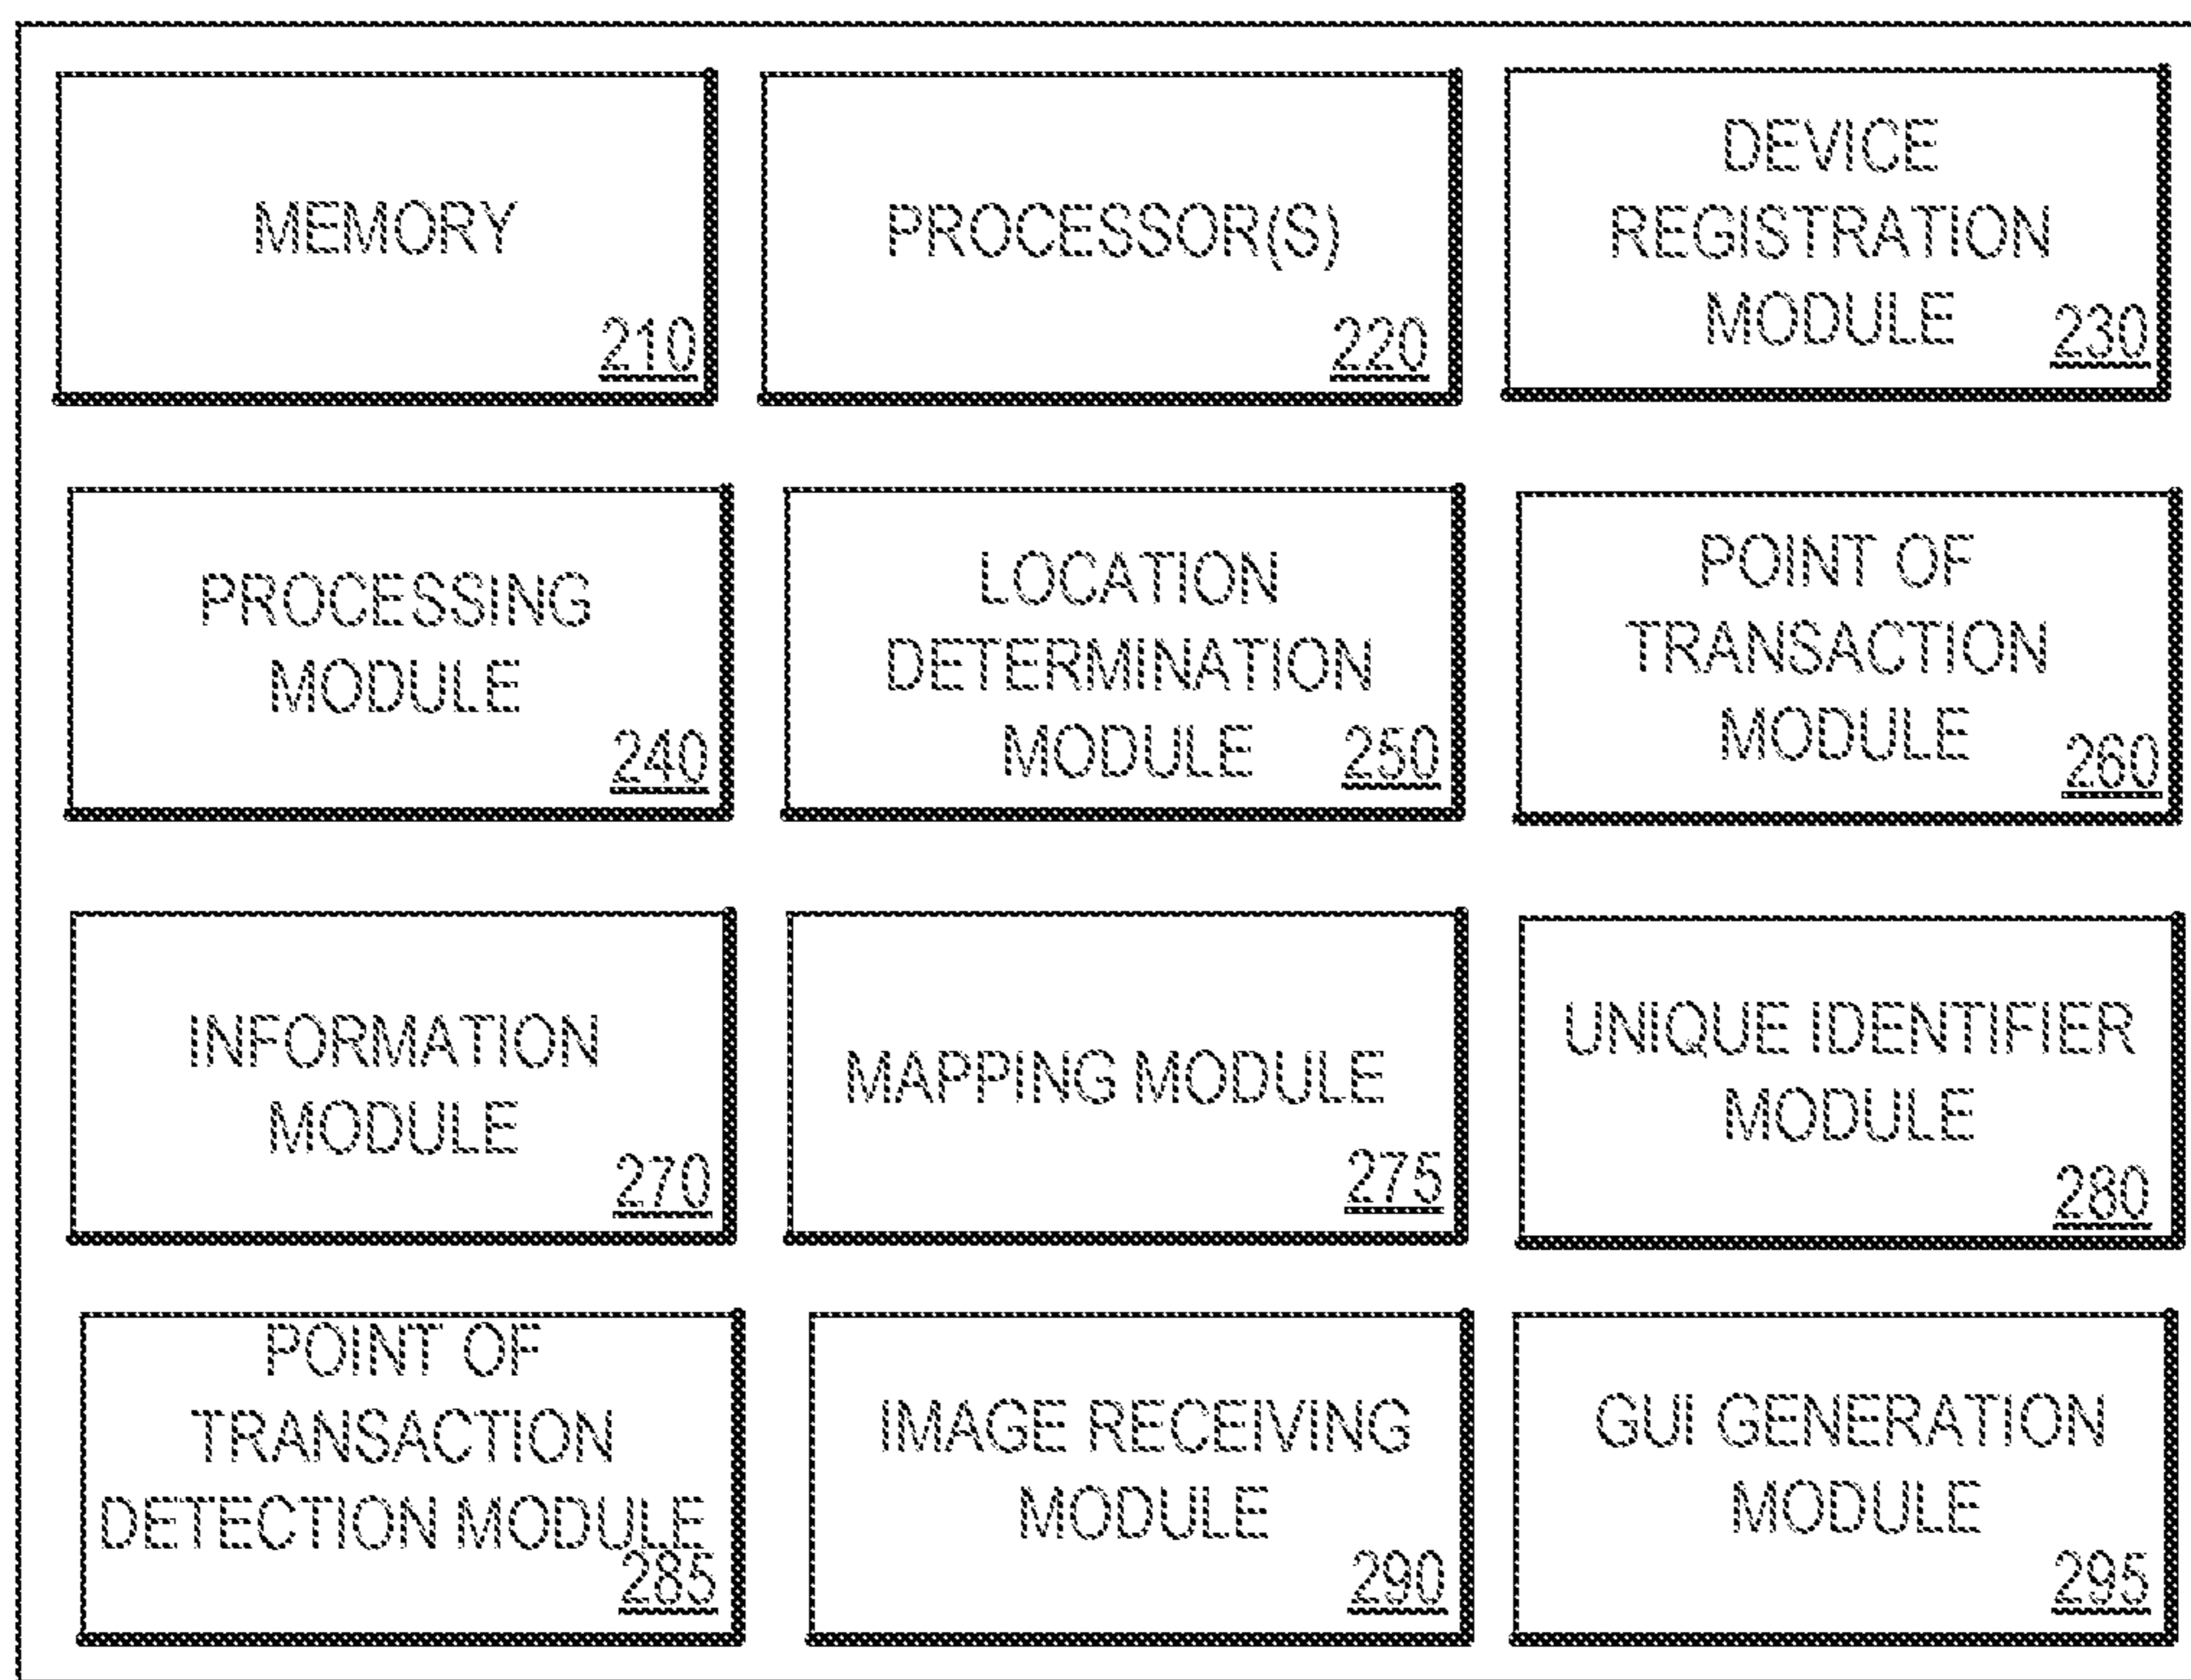 MEMORY
210
PROCESSOR(S)
220
DEVICE
REGISTRATION
MODULE
230
PROCESSING
MODULE
240
LOCATION
DETERMINATION
MODULE
250
POINT OF
TRANSACTION
MODULE
260
INFORMATION
MODULE
270
MAPPING MODULE
275
UNIQUE IDENTIFIER
MODULE
280
POINT OF
TRANSACTION
DETECTION MODULE
285
IMAGE RECEIVING
MODULE
290
GUI GENERATION
MODULE
295